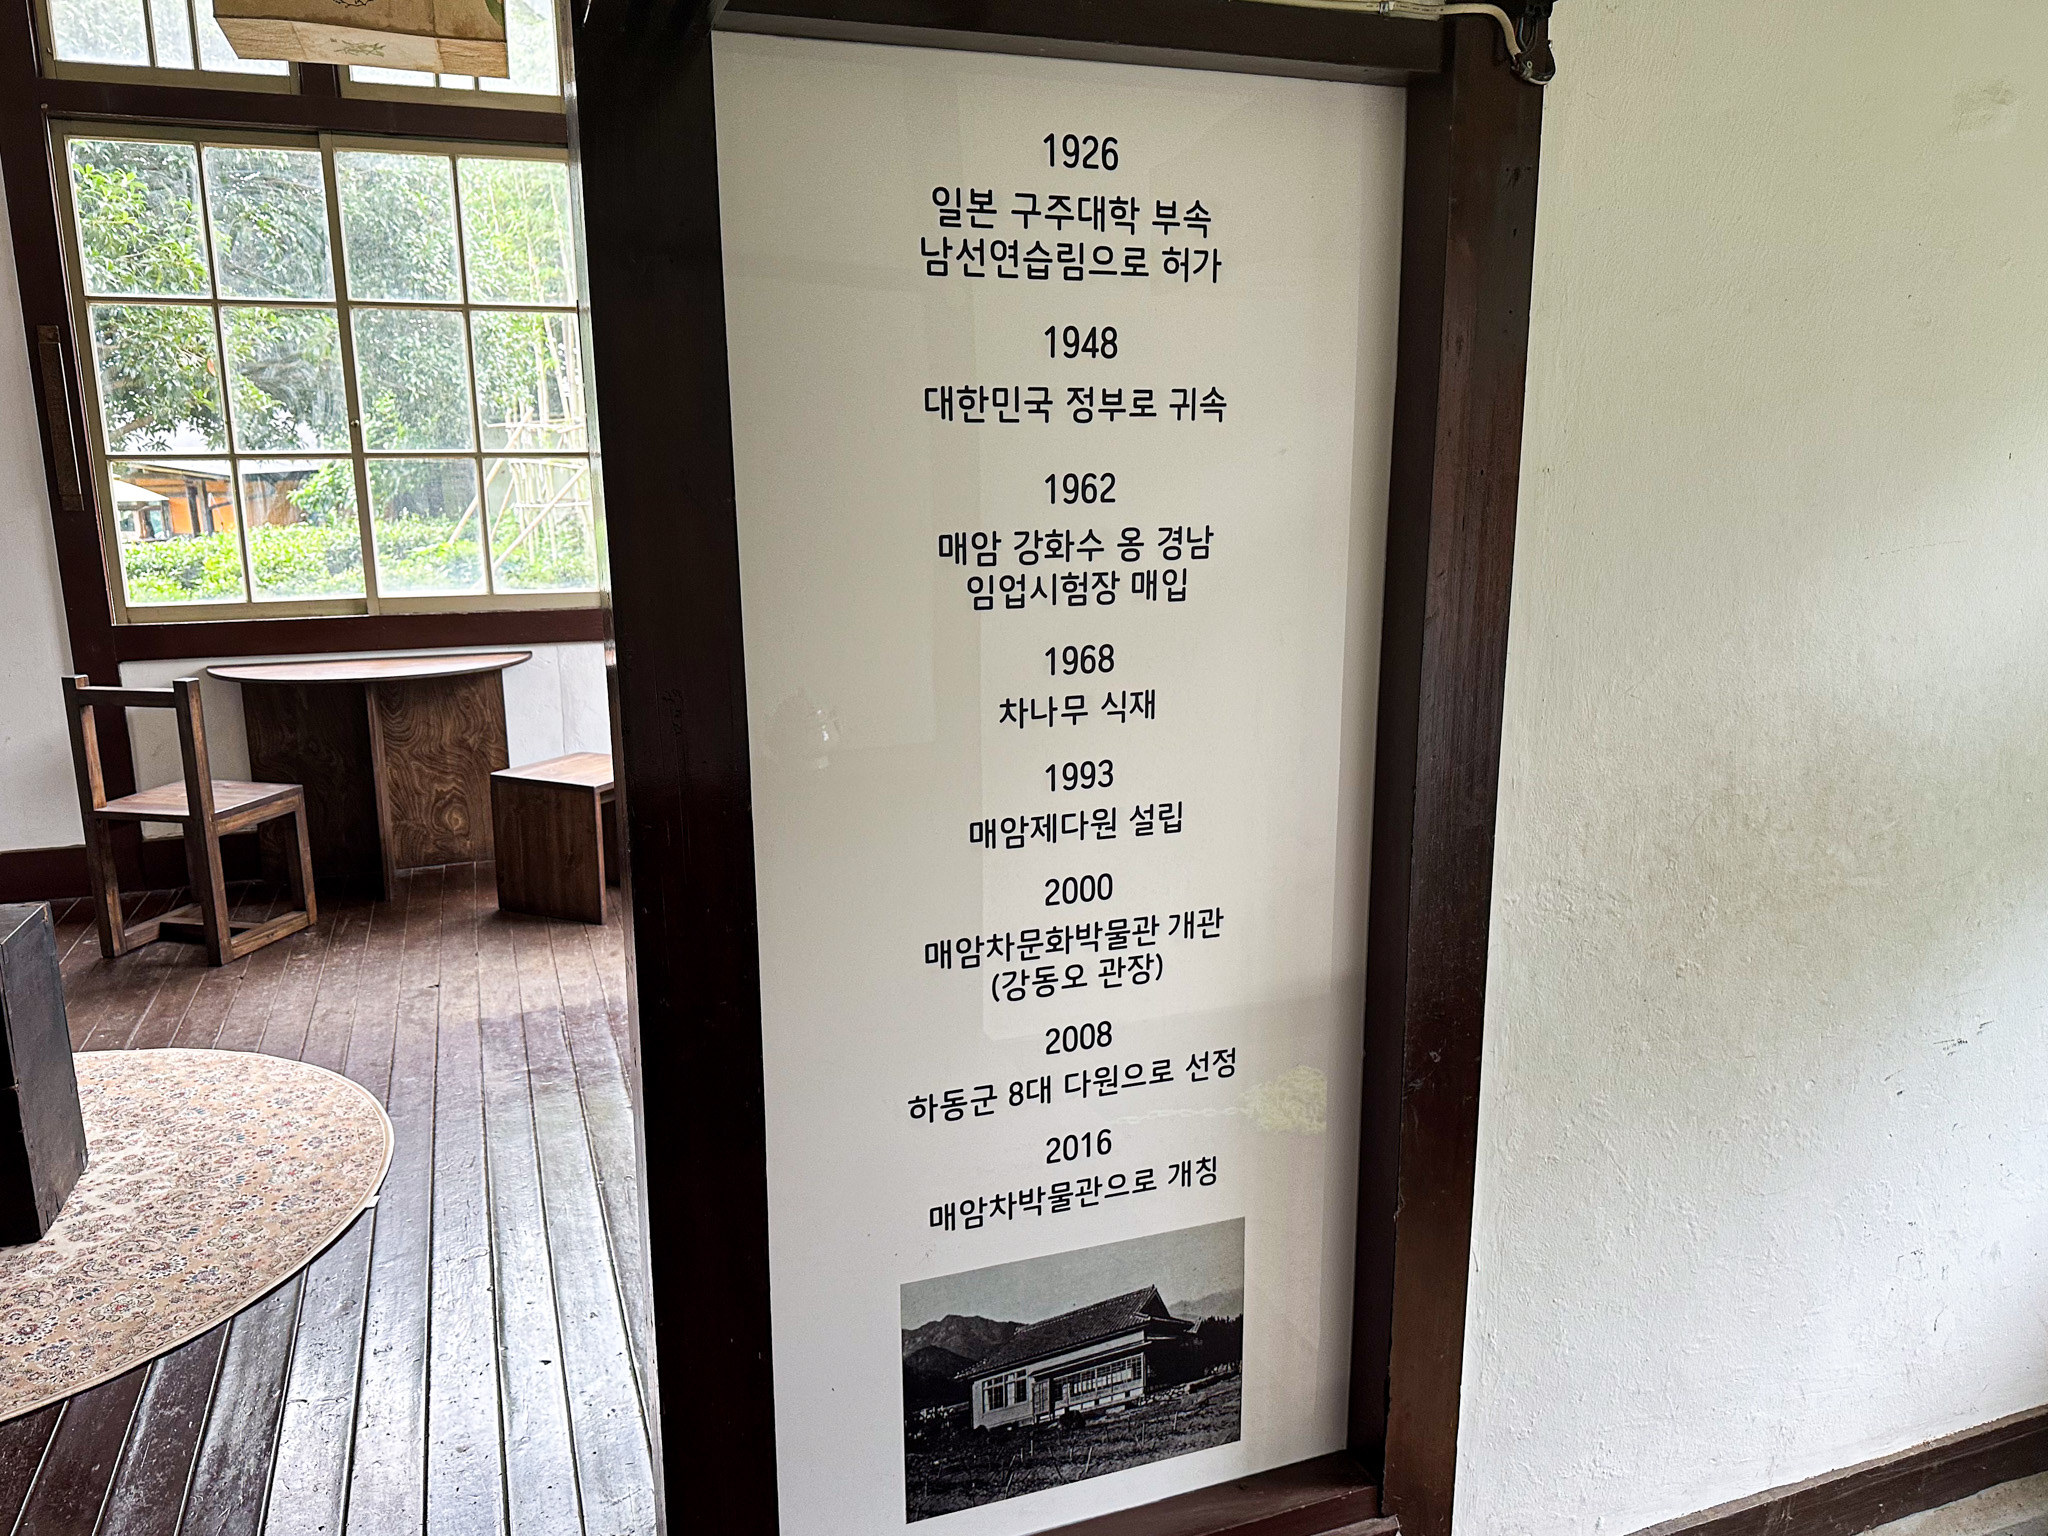 1926
일본 구주대학 부속
남선연습림으로 허가
1948
대한민국 정부로 귀속
1962
매암 강화수 옹 경남
임업시험장 매입
1968
차나무 식재
1993
매암제다원 설립
2000
매암차문화박물관 개관
(강동오 관장)
2008
하동군 8대 다원으로 선정
2016
매암차박물관으로 개칭